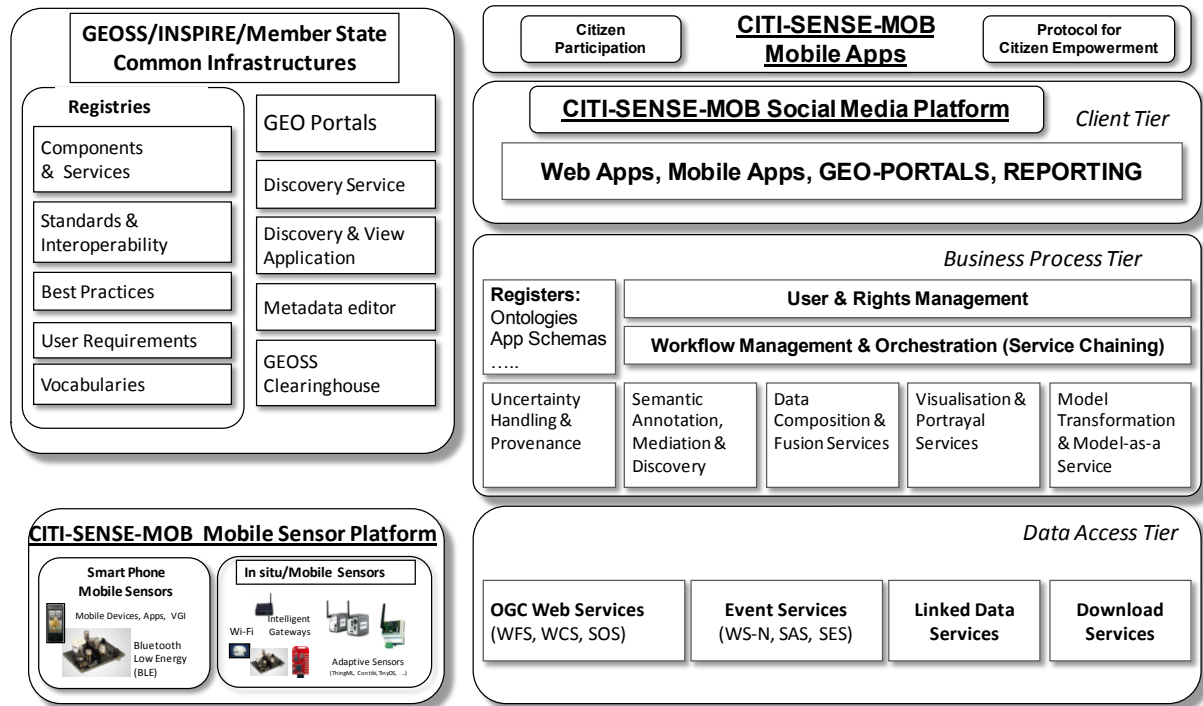 GEOSS/INSPIRE/Member State
Common Infrastructures
Registries
Components
& Services
Standards &
Interoperability
Best Practices
User Requirements
Vocabularies
GEO Portals
Discovery Service
Discovery & View
Application
Metadata editor
GEOSS
Clearinghouse
CITI-SENSE-MOB Mobile Sensor Platform
Smart Phone
Mobile Sensors
Mobile Devices, Apps, VGI
Bluetooth
Low Energy
(BLE)
In situ/Mobile Sensors
Wi-Fi
Intelligent
Gateways
Adaptive Sensors
(ThingML, Contiki, TinyOS, ...)
Citizen
Participation
CITI-SENSE-MOB
Mobile Apps
Protocol for
Citizen Empowerment
CITI-SENSE-MOB Social Media Platform
Client Tier
Web Apps, Mobile Apps, GEO-PORTALS, REPORTING
Business Process Tier
Registers:
Ontologies
App Schemas
.....
User & Rights Management
Workflow Management & Orchestration (Service Chaining)
Uncertainty
Handling &
Provenance
Semantic
Annotation,
Mediation &
Discovery
Data
Composition &
Fusion Services
Visualisation &
Portrayal
Services
Model
Transformation
& Model-as-a
Service
Data Access Tier
OGC Web Services
(WFS, WCS, SOS)
Event Services
(WS-N, SAS, SES)
Linked Data
Services
Download
Services